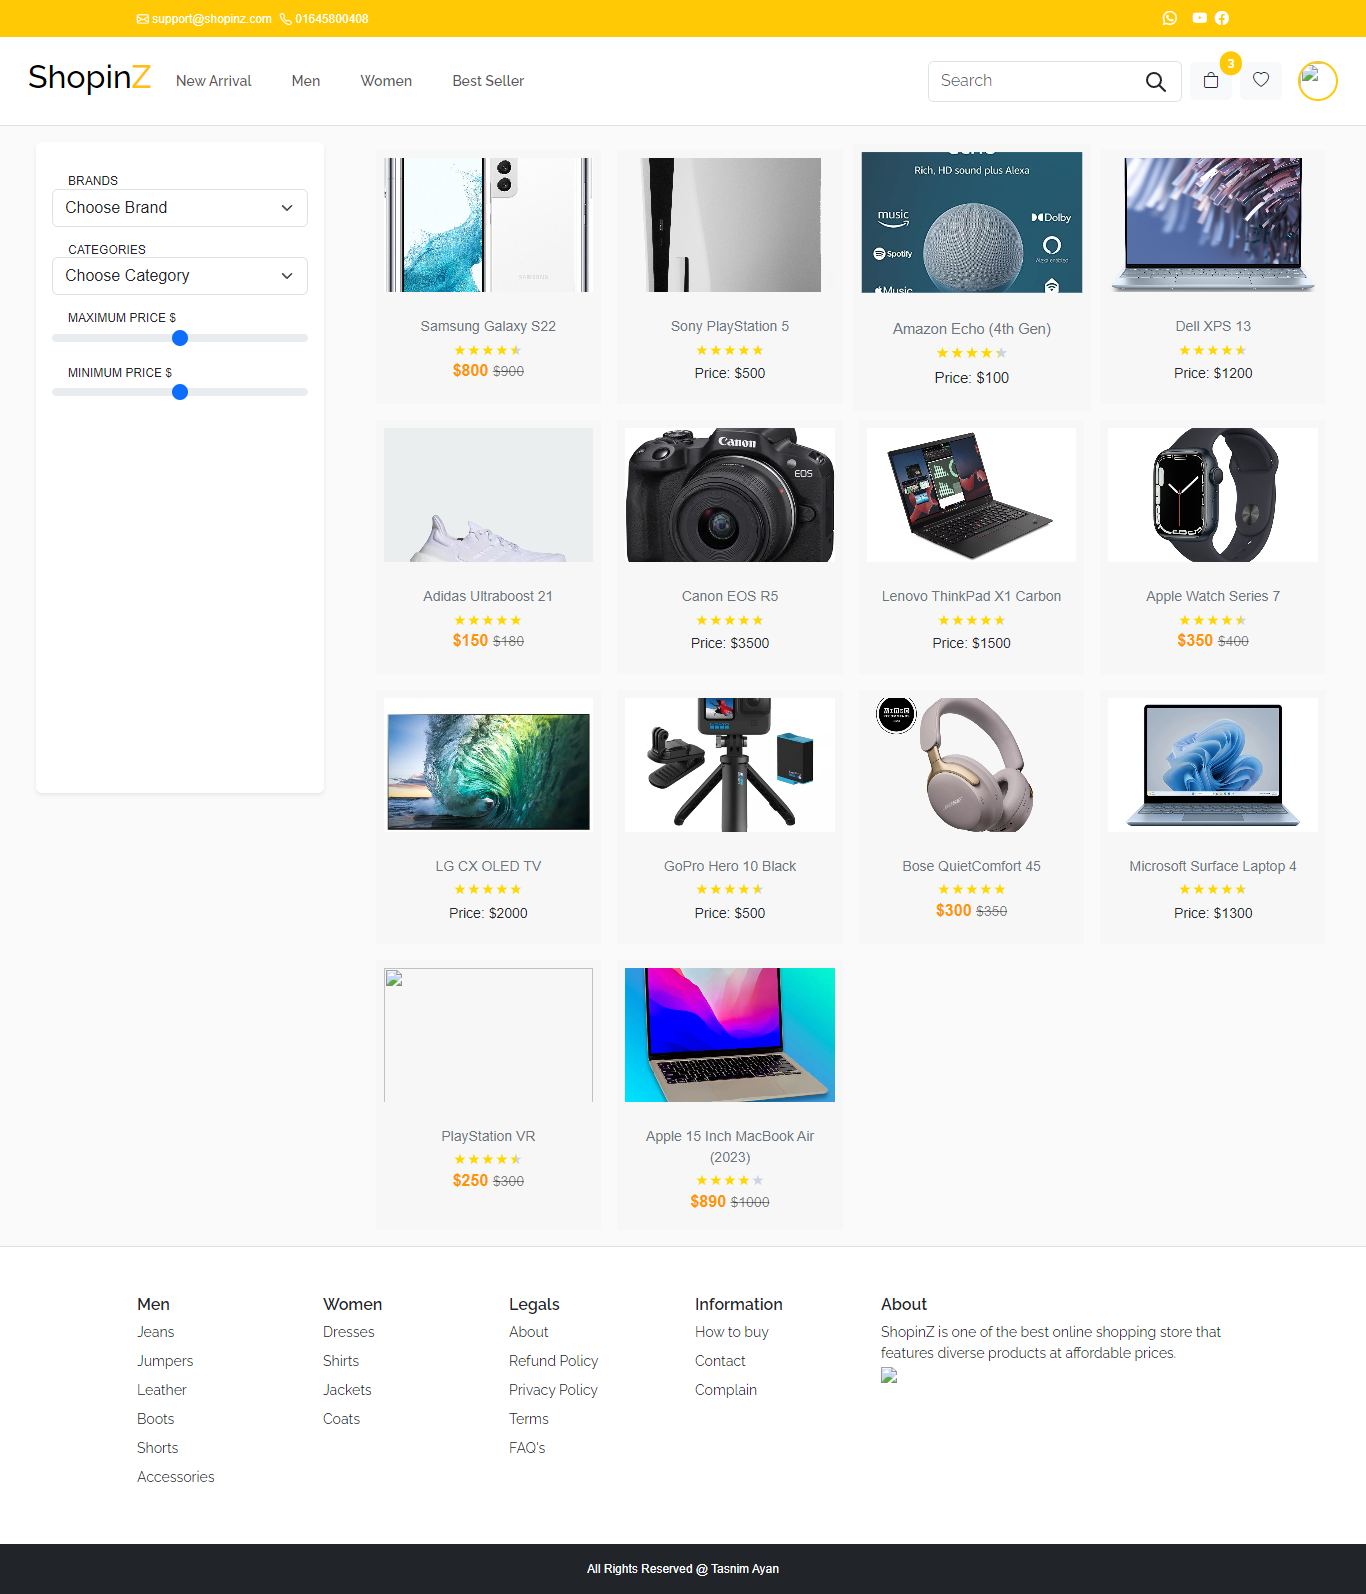 support@shopinz.com 01645800408
ShopinZ New Arrival Men Women Best Seller Search 3
BRANDS
Choose Brand
CATEGORIES
Choose Category
MAXIMUM PRICE $
MINIMUM PRICE $
SAMSUNG
Samsung Galaxy S22
$800 $900
Sony PlayStation 5
Price: $500
Rich, HD sound plus Alexa
music
Dolby
Spotify
Alexa enabled
Music
Amazon Echo (4th Gen)
Price: $100
Dell XPS 13
Price: $1200
Adidas Ultraboost 21
$150 $180
Canon
EOS
Canon EOS R5
Price: $3500
Lenovo ThinkPad X1 Carbon
Price: $1500
Apple Watch Series 7
$350 $400
LG CX OLED TV
Price: $2000
GoPro Hero 10 Black
Price: $500
Bose QuietComfort 45
$300 $350
Microsoft Surface Laptop 4
Price: $1300
PlayStation VR
$250 $300
Apple 15 Inch MacBook Air
(2023)
$890 $1000
Men
Jeans
Jumpers
Leather
Boots
Shorts
Accessories
Women
Dresses
Shirts
Jackets
Coats
Legals
About
Refund Policy
Privacy Policy
Terms
FAQ's
Information
How to buy
Contact
Complain
About
ShopinZ is one of the best online shopping store that
features diverse products at affordable prices.
All Rights Reserved @ Tasnim Ayan